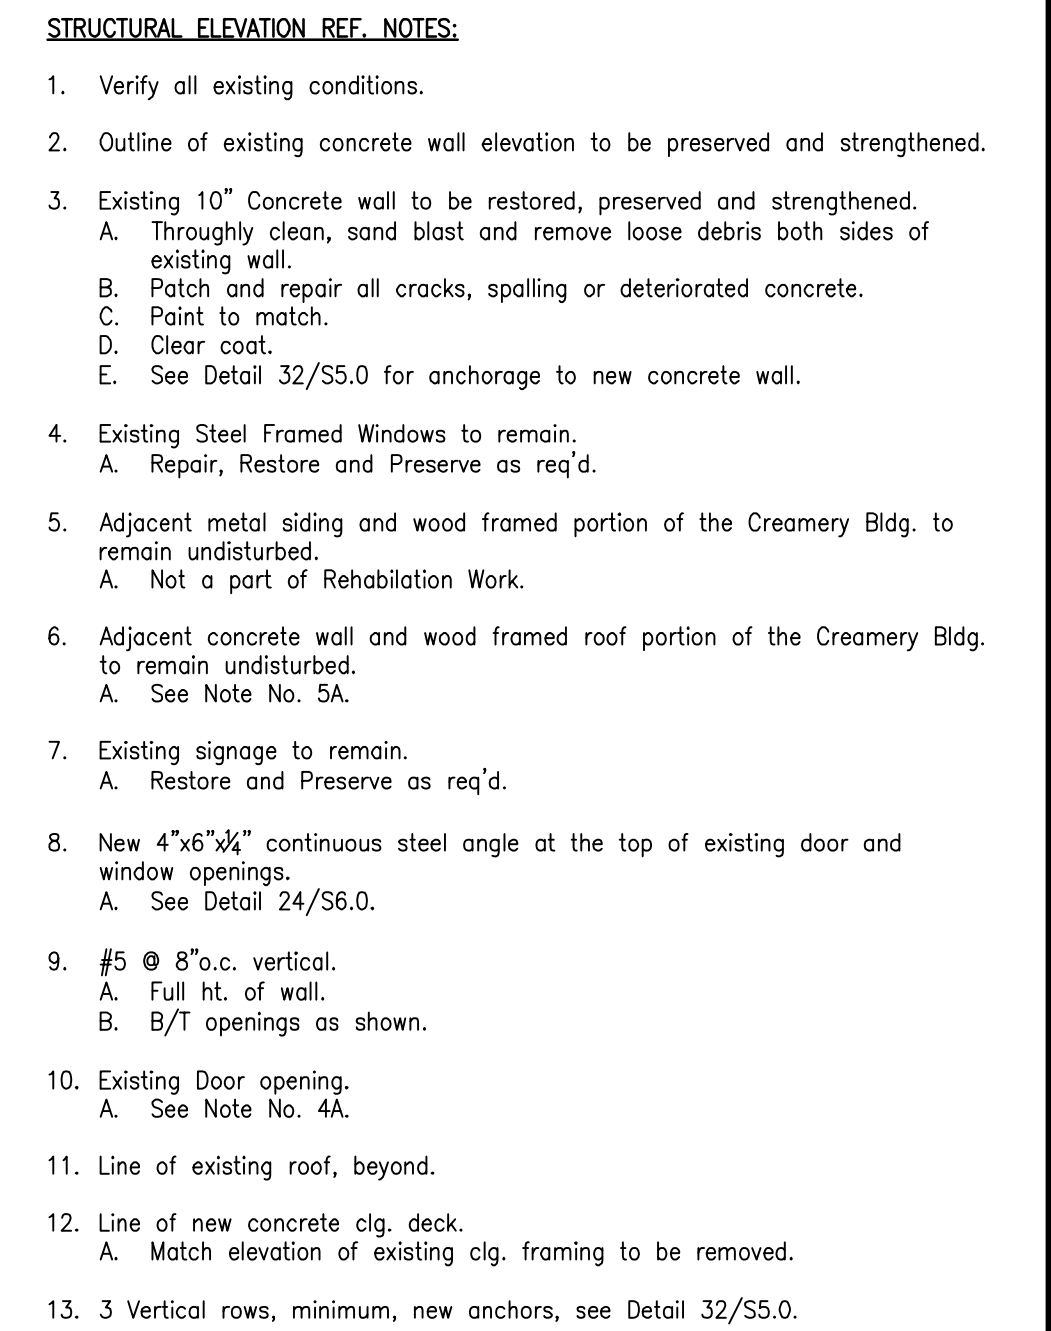 STRUCTURAL ELEVATION REF. NOTES:
1. Verify all existing conditions.
2. Outline of existing concrete wall elevation to be preserved and strengthened.
3. Existing 10" Concrete wall to be restored, preserved and strengthened.
A. Throughly clean, sand blast and remove loose debris both sides of
existing wall.
B. Patch and repair all cracks, spalling or deteriorated concrete.
C. Paint to match.
D. Clear coat.
E. See Detail 32/S5.0 for anchorage to new concrete wall.
4. Existing Steel Framed Windows to remain.
A. Repair, Restore and Preserve as req'd.
5. Adjacent metal siding and wood framed portion of the Creamery Bldg. to
remain undisturbed.
A. Not a part of Rehabilation Work.
6. Adjacent concrete wall and wood framed roof portion of the Creamery Bldg.
to remain undisturbed.
A. See Note No. 5A.
7. Existing signage to remain.
A. Restore and Preserve as req'd.
8. New 4"x6"x¼" continuous steel angle at the top of existing door and
window openings.
A. See Detail 24/S6.0.
9. #5 @ 8"o.c. vertical.
A. Full ht. of wall.
B. B/T openings as shown.
10. Existing Door opening.
A. See Note No. 4A.
11. Line of existing roof, beyond.
12. Line of new concrete clg. deck.
A. Match elevation of existing clg. framing to be removed.
13. 3 Vertical rows, minimum, new anchors, see Detail 32/S5.0.